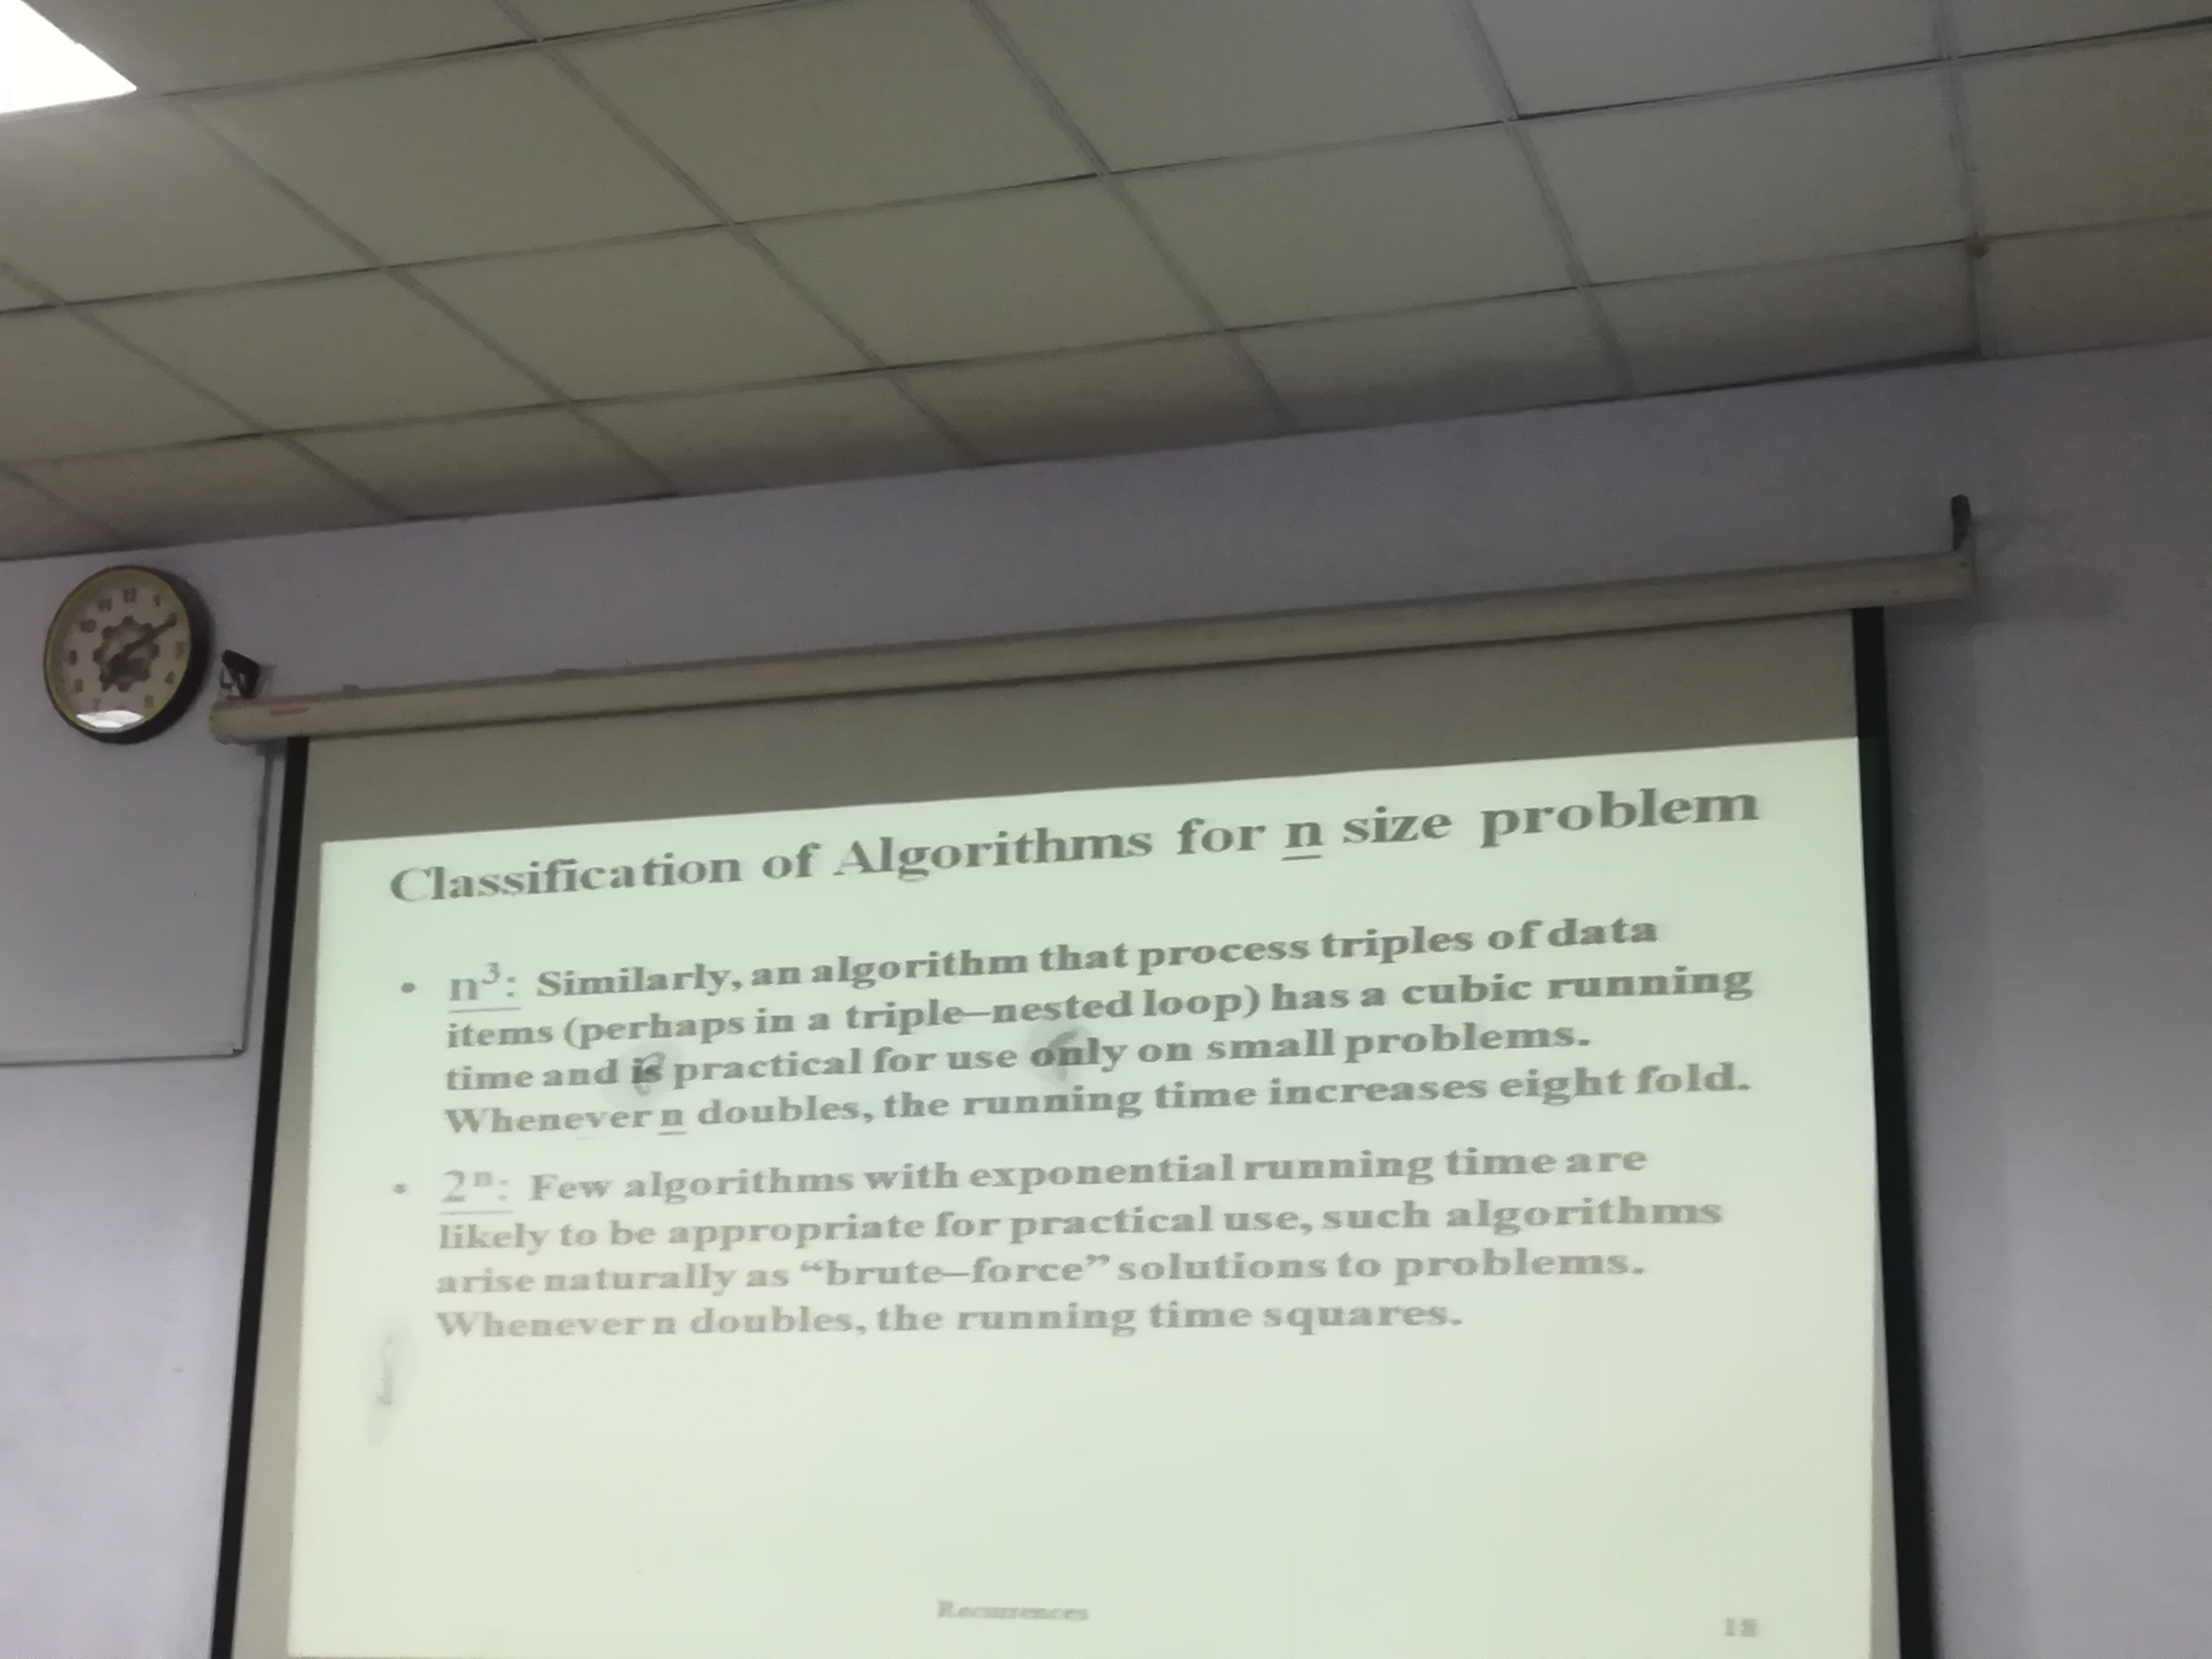 12
Classification of Algorithms for n size problem
• n³: Similarly, an algorithm that process triples of data
items (perhaps in a triple–nested loop) has a cubic running
time and is practical for use only on small problems.
Whenever n doubles, the running time increases eight fold.
• 2ⁿ: Few algorithms with exponential running time are
likely to be appropriate for practical use, such algorithms
arise naturally as “brute–force” solutions to problems.
Whenever n doubles, the running time squares.
Recurrences
18